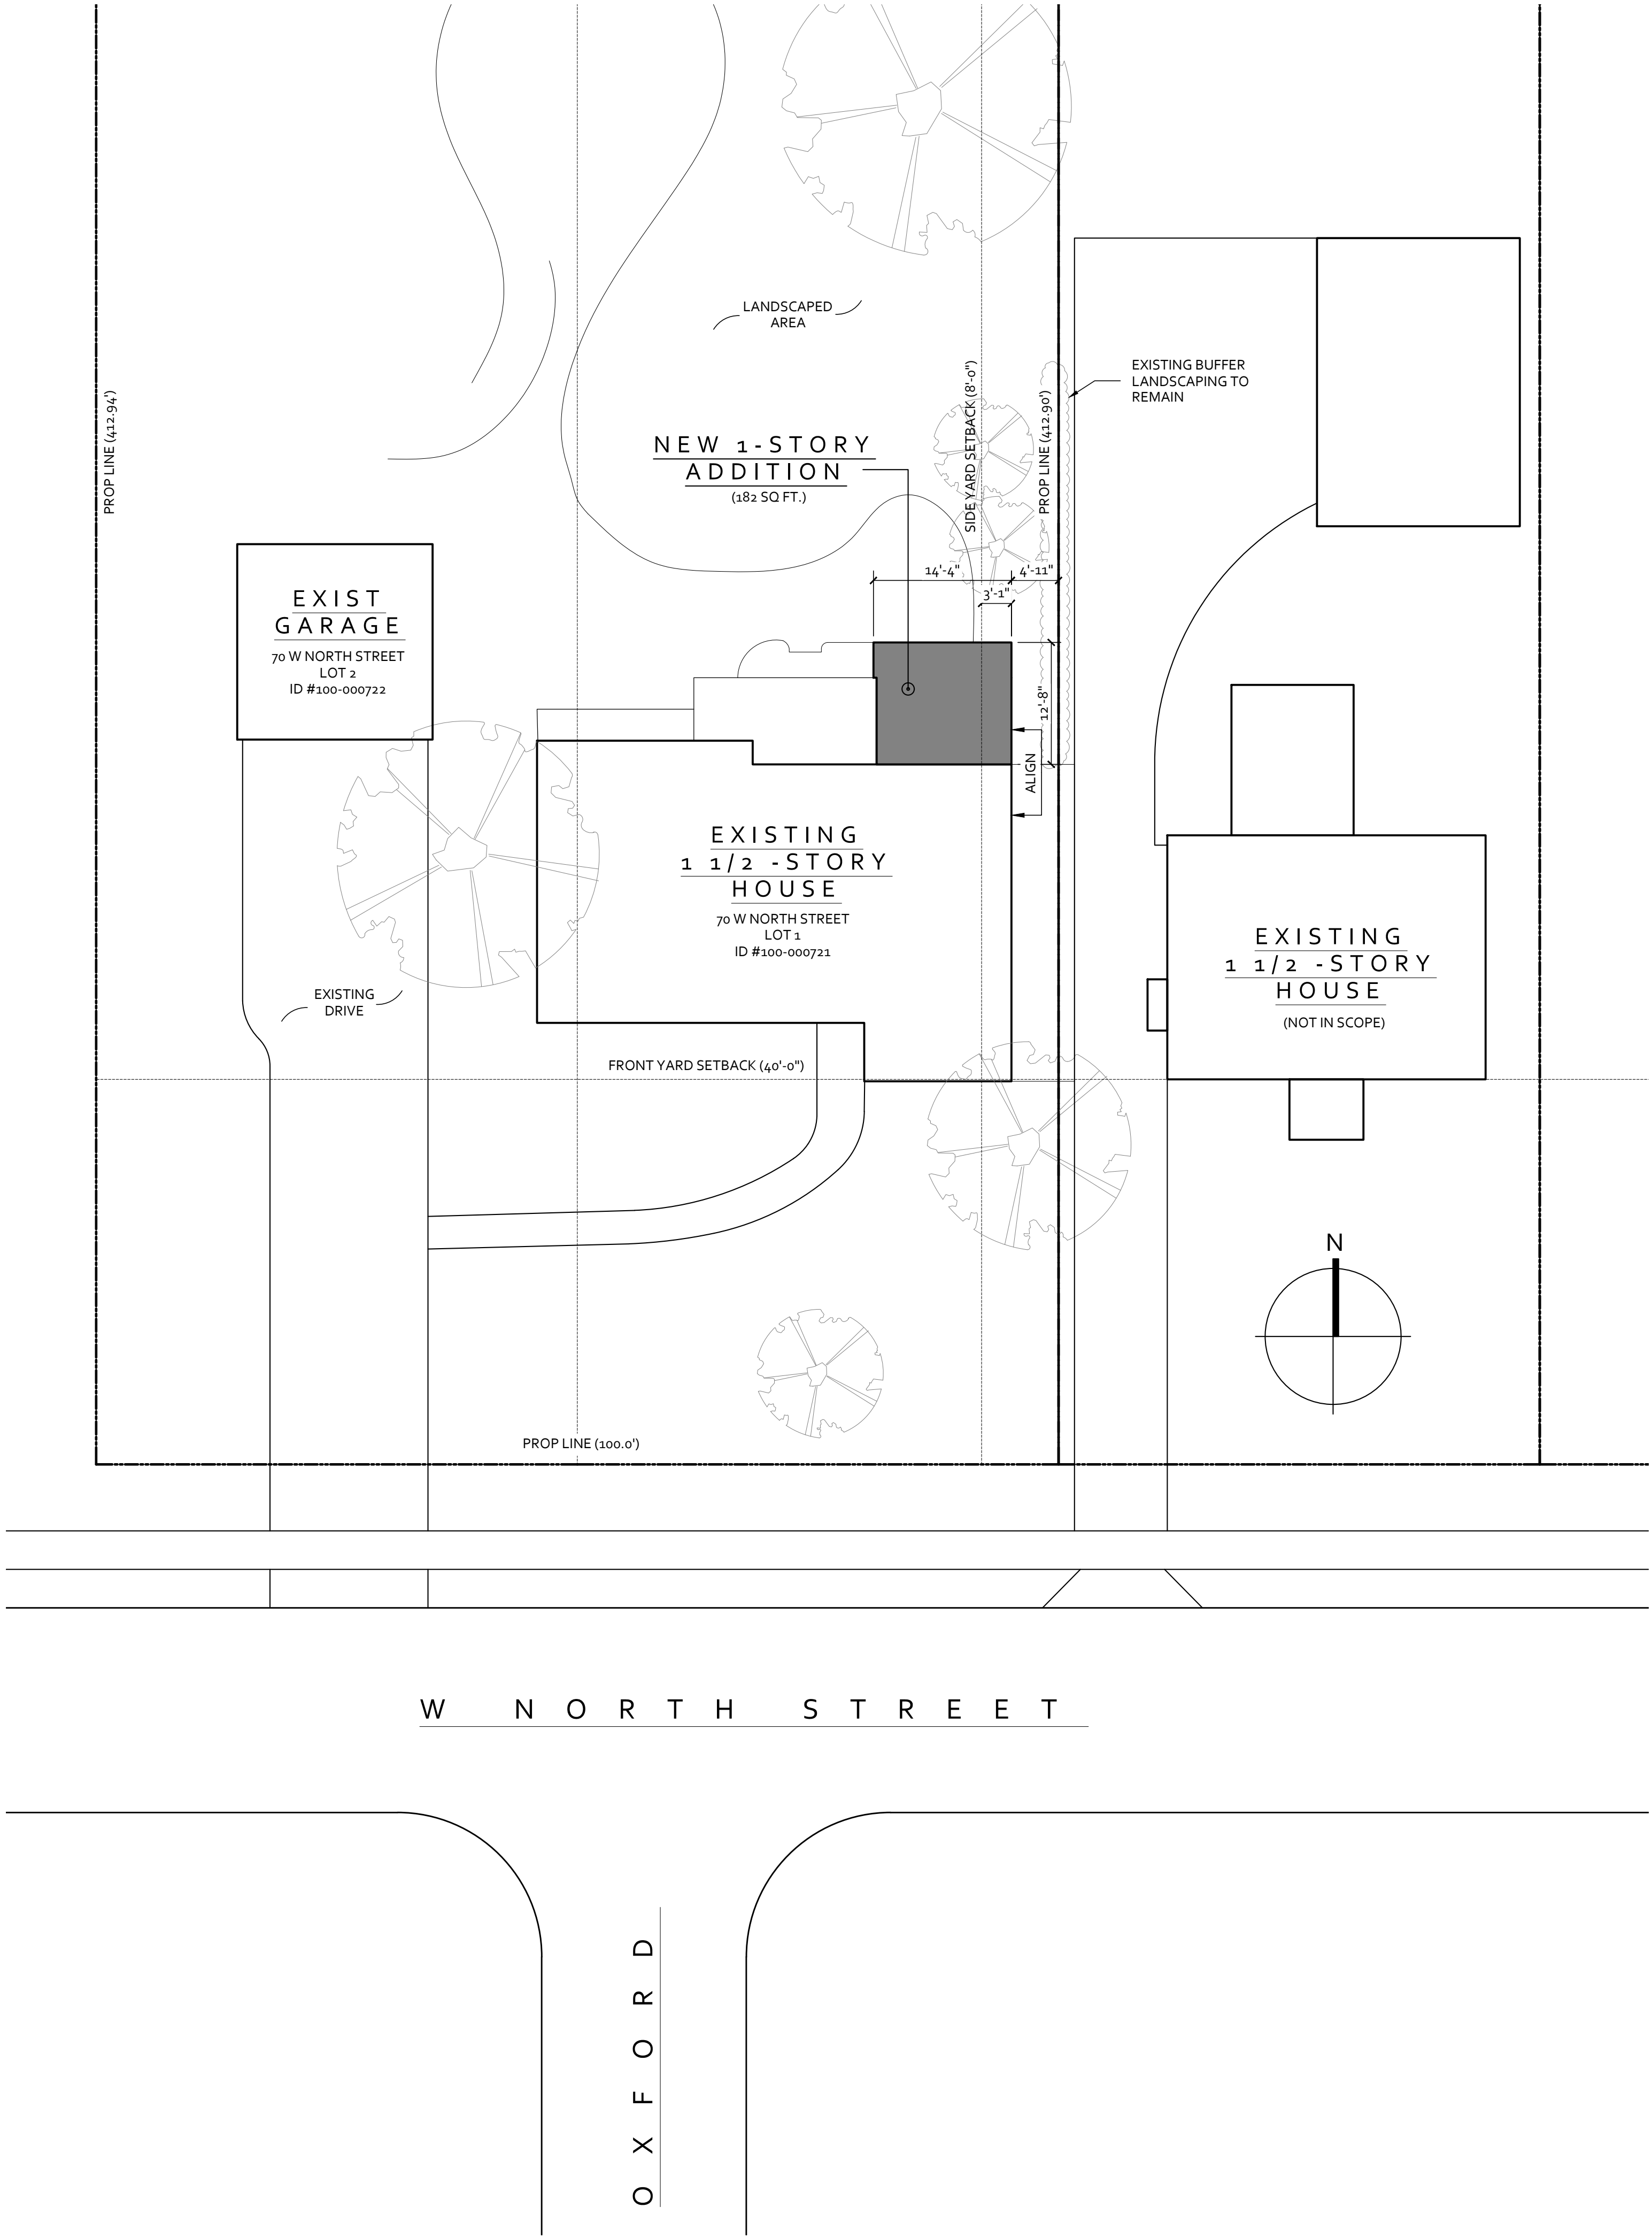 LANDSCAPED
AREA
EXISTING BUFFER
LANDSCAPING TO
REMAIN
PROP LINE (412.94')
SIDE YARD SETBACK (8'-0")
PROP LINE (412.90')
NEW 1-STORY
ADDITION
(182 SQ FT.)
14'-4"
4'-11"
3'-1"
12'-8"
ALIGN
EXIST
GARAGE
70 W NORTH STREET
LOT 2
ID #100-000722
EXISTING
1 1/2 -STORY
HOUSE
70 W NORTH STREET
LOT 1
ID #100-000721
EXISTING
1 1/2 -STORY
HOUSE
(NOT IN SCOPE)
EXISTING
DRIVE
FRONT YARD SETBACK (40'-0")
N
PROP LINE (100.0')
W NORTH STREET
OXFORD